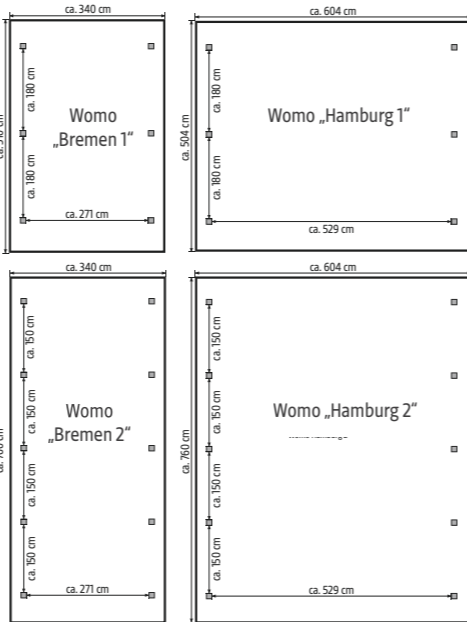 ca. 340 cm
ca. 180 cm
ca. 180 cm
Womo
„Bremen 1“
ca. 271 cm
ca. 604 cm
ca. 504 cm
ca. 180 cm
ca. 180 cm
Womo „Hamburg 1“
ca. 529 cm
ca. 340 cm
ca. 150 cm
ca. 150 cm
ca. 150 cm
ca. 150 cm
Womo
„Bremen 2“
ca. 271 cm
ca. 604 cm
ca. 760 cm
ca. 150 cm
ca. 150 cm
ca. 150 cm
ca. 150 cm
Womo „Hamburg 2“
ca. 529 cm